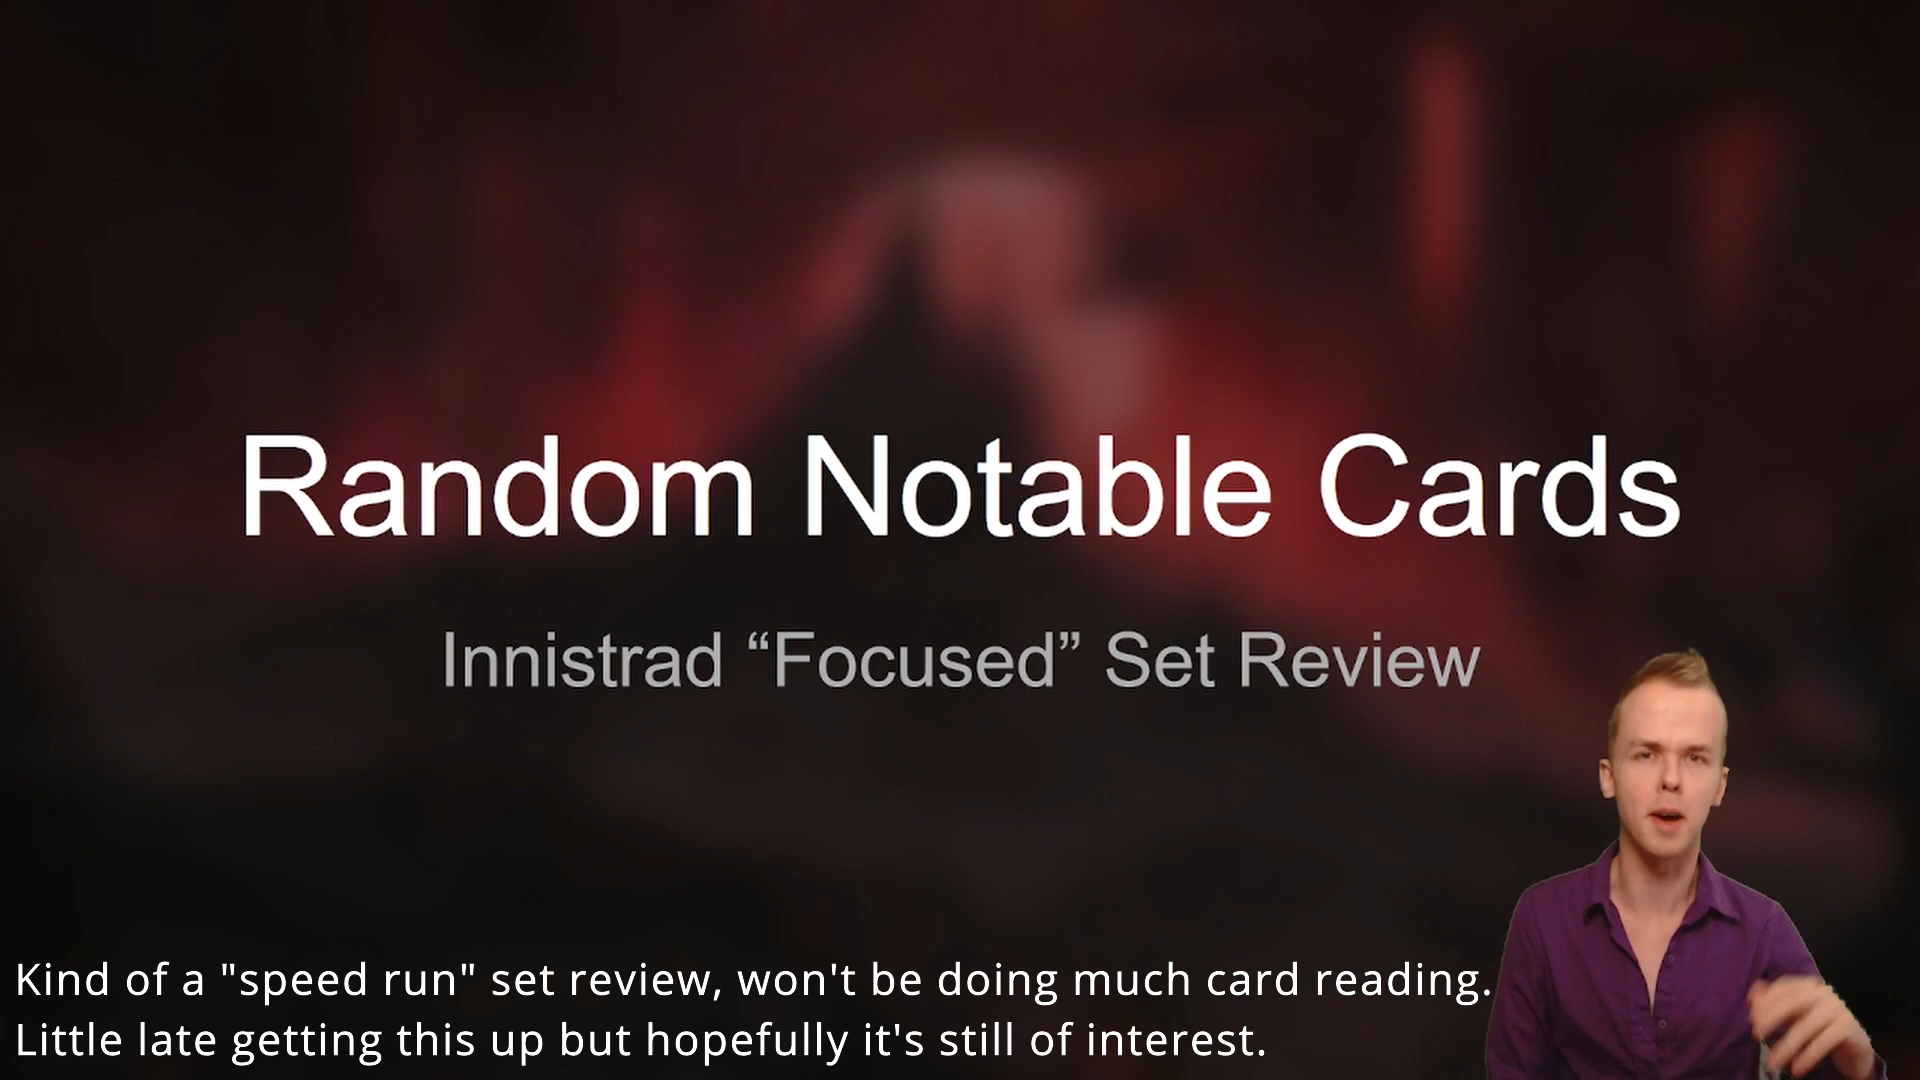 Random Notable Cards
Innistrad “Focused” Set Review
Kind of a "speed run" set review, won't be doing much card reading.
Little late getting this up but hopefully it's still of interest.